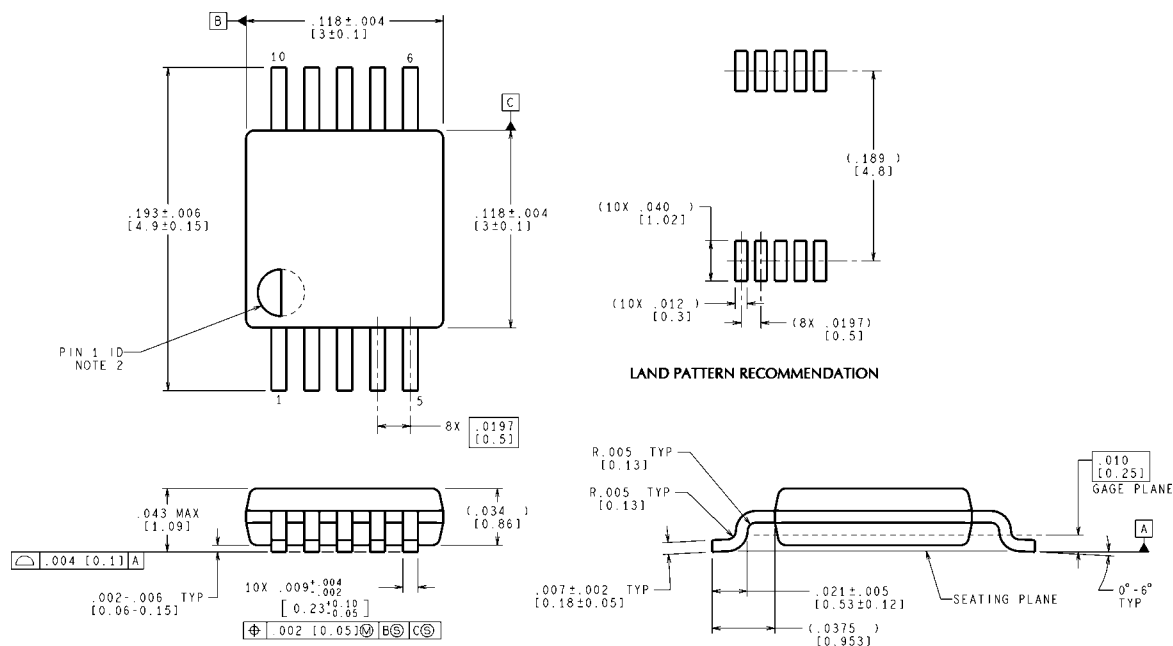 B
.118±.004
[3±0.1]
10
6
C
.193±.006
[4.9±0.15]
.118±.004
[3±0.1]
PIN 1 ID
NOTE 2
1
5
8X .0197
[0.5]
(.189 )
[4.8]
(10X .040 )
[1.02]
(10X .012 )
[0.3]
(8X .0197)
[0.5]
LAND PATTERN RECOMMENDATION
.043 MAX
[1.09]
(.034 )
[0.86]
.004 [0.1] A
.002-.006 TYP
[0.06-0.15]
10X .009+.004-.002
[ 0.23+0.10-0.05 ]
.002 [0.05]Ⓜ BⓈ CⓈ
R.005 TYP
[0.13]
R.005 TYP
[0.13]
.010
[0.25]
GAGE PLANE
A
.007±.002 TYP
[0.18±0.05]
.021±.005
[0.53±0.12]
(.0375 )
[0.953]
SEATING PLANE
0°-6°
TYP